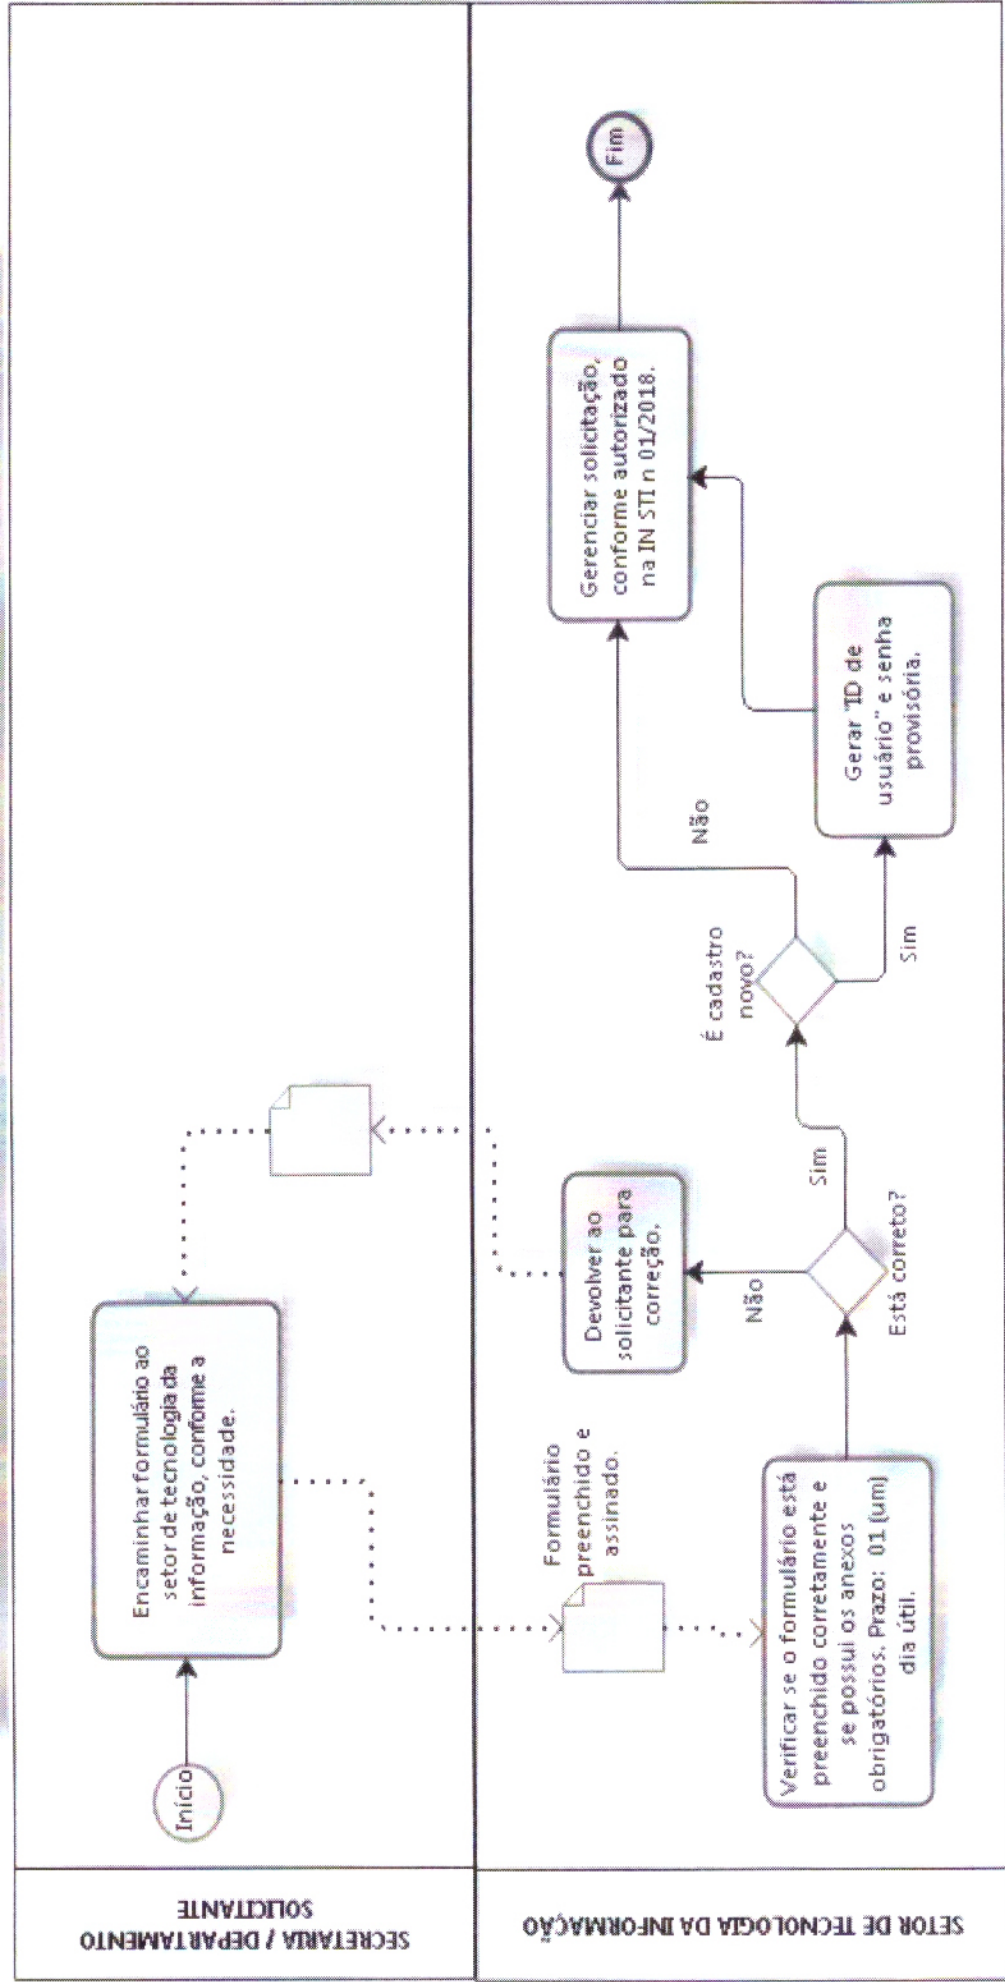 SECRETARIA / DEPARTAMENTO
SOLICITANTE
Início
Encaminhar formulário ao
setor de tecnologia da
informação, conforme a
necessidade.
SETOR DE TECNOLOGIA DA INFORMAÇÃO
Formulário
preenchido e
assinado.
Verificar se o formulário está
preenchido corretamente e
se possui os anexos
obrigatórios. Prazo: 01 (um)
dia útil.
Está correto?
Não
Devolver ao
solicitante para
correção.
Sim
É cadastro
novo?
Não
Sim
Gerar "ID de
usuário" e senha
provisória.
Gerenciar solicitação,
conforme autorizado
na IN STI n 01/2018.
Fim